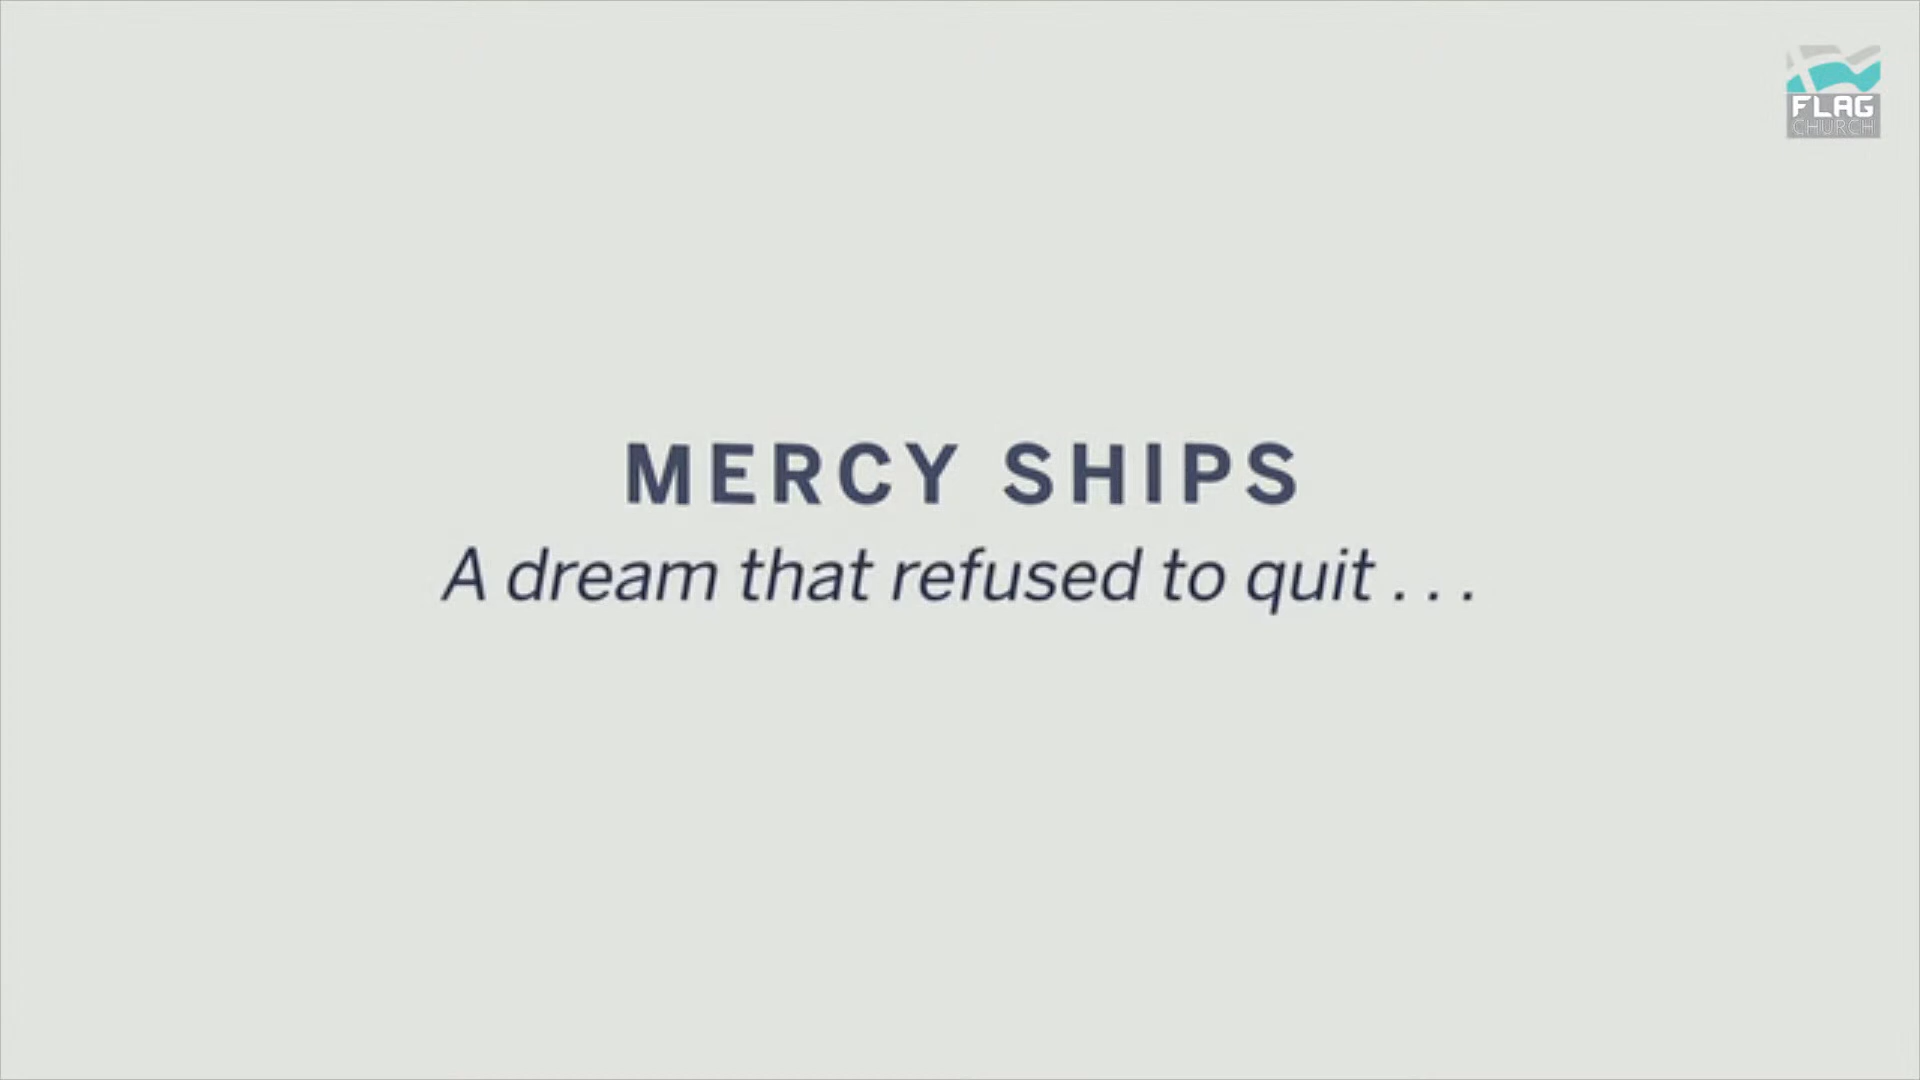 FLAG
CHURCH
MERCY SHIPS
A dream that refused to quit . . .